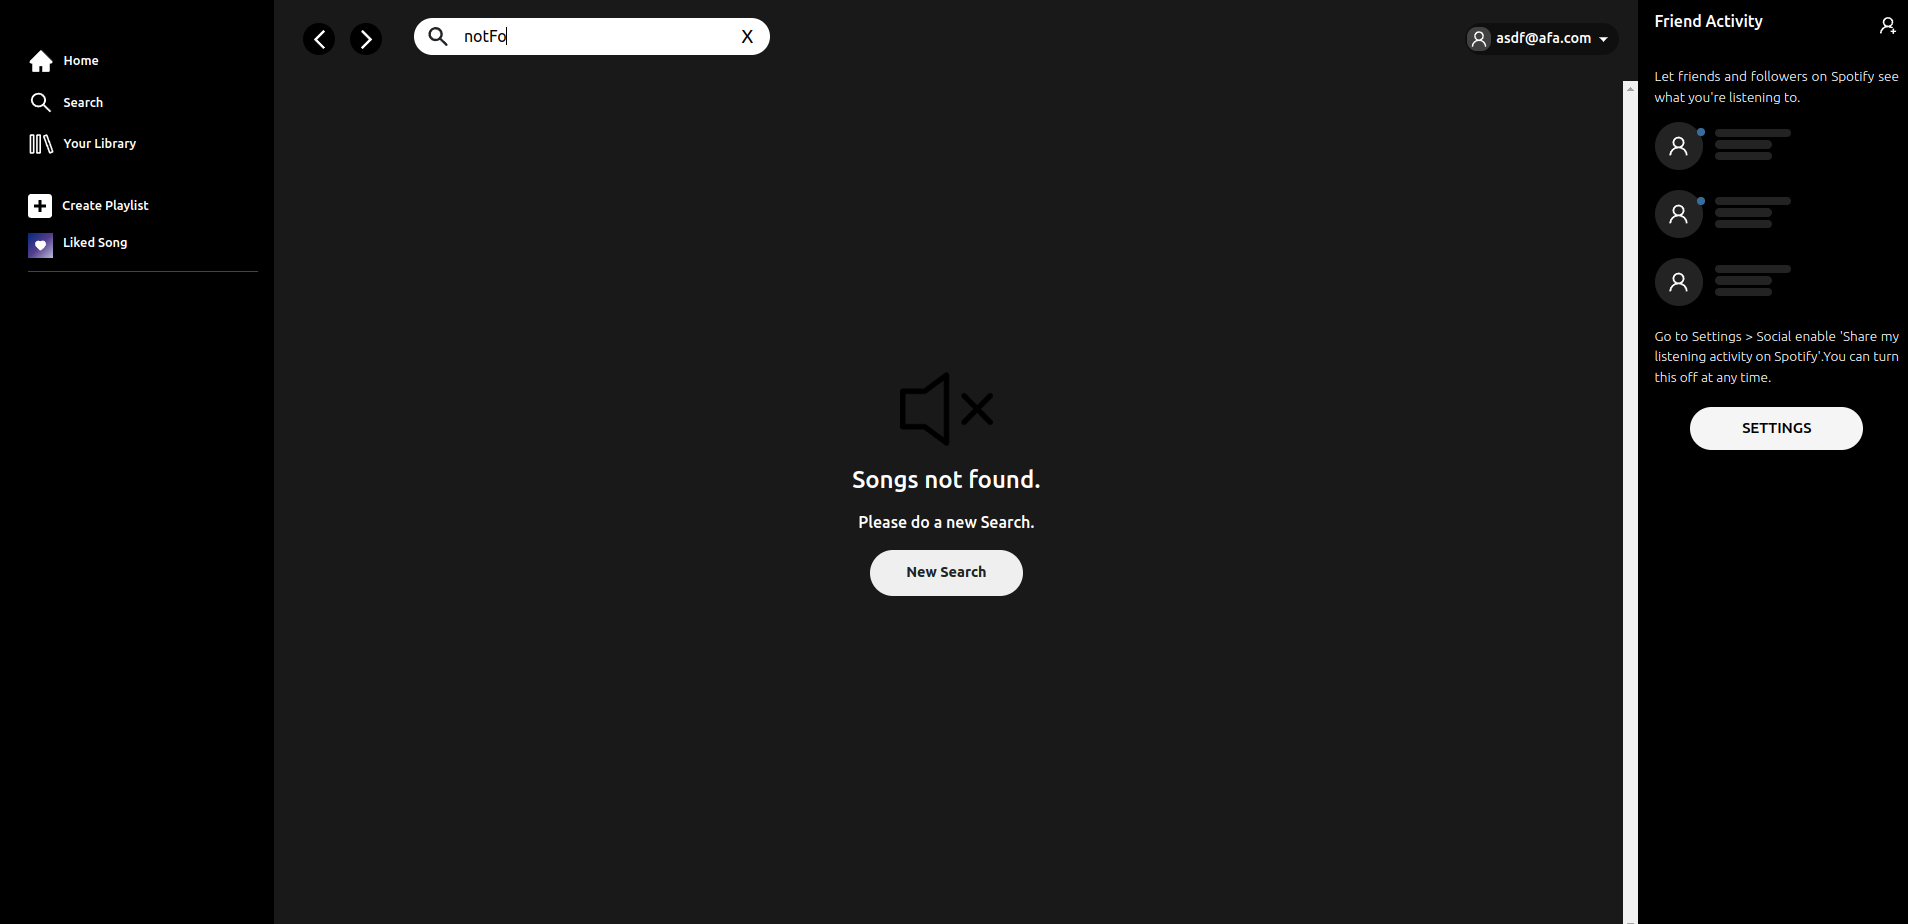 Home
Search
Your Library
Create Playlist
Liked Song
notFo
X
asdf@afa.com
Songs not found.
Please do a new Search.
New Search
Friend Activity
Let friends and followers on Spotify see
what you're listening to.
Go to Settings > Social enable 'Share my
listening activity on Spotify'.You can turn
this off at any time.
SETTINGS